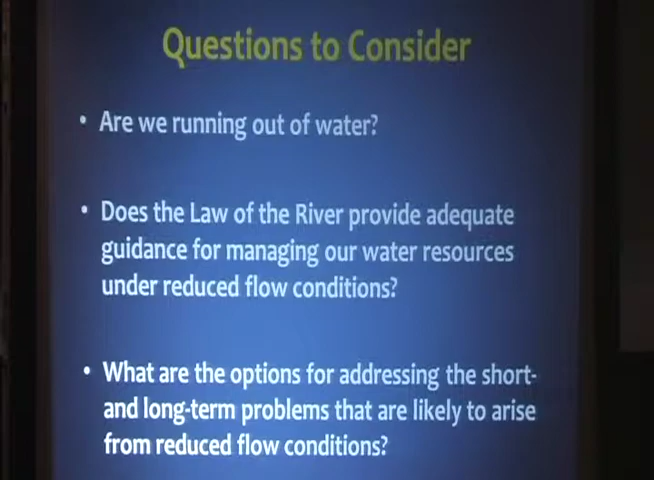 Questions to Consider
• Are we running out of water?
• Does the Law of the River provide adequate
guidance for managing our water resources
under reduced flow conditions?
• What are the options for addressing the short-
and long-term problems that are likely to arise
from reduced flow conditions?